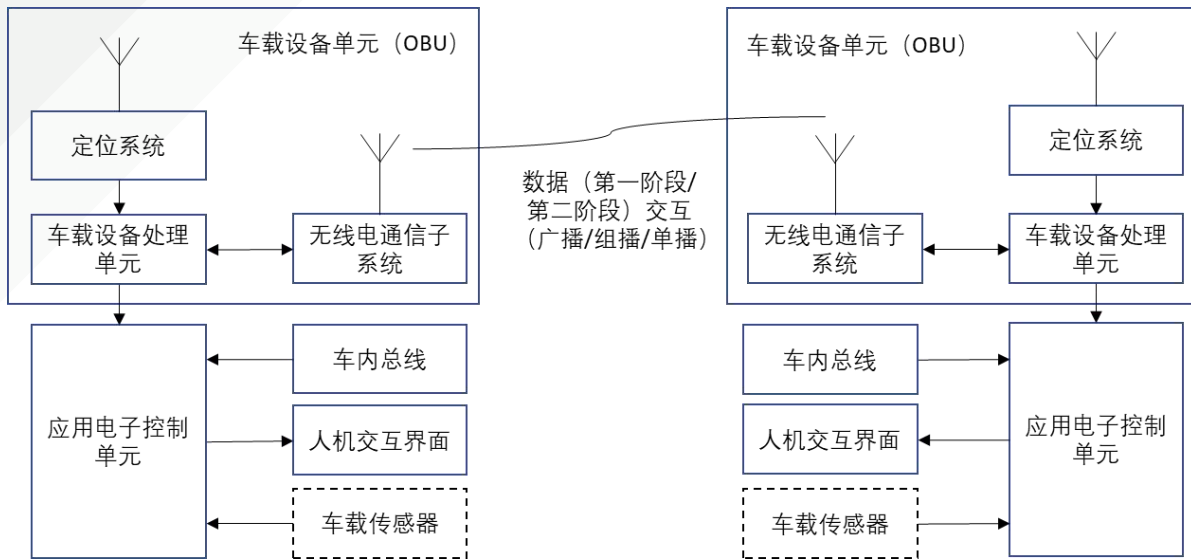 车载设备单元（OBU）
定位系统
车载设备处理
单元
无线电通信子
系统
应用电子控制
单元
车内总线
人机交互界面
车载传感器
数据（第一阶段/
第二阶段）交互
（广播/组播/单播）
车载设备单元（OBU）
定位系统
无线电通信子
系统
车载设备处理
单元
车内总线
人机交互界面
车载传感器
应用电子控制
单元